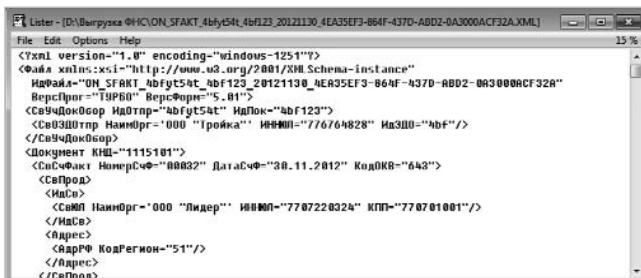 Lister - [D:\Выгрузка ФНС\ON_SFAKT_4bfyt54t_4bf123_20121130_4EA35EF3-864F-437D-ABD2-0A3000ACF32A.XML]
File Edit Options Help 15 %
<?xml version="1.0" encoding="windows-1251"?>
<Файл xmlns:xsi="http://www.w3.org/2001/XMLSchema-instance"
ИдФайл="ON_SFAKT_4bfyt54t_4bf123_20121130_4EA35EF3-864F-437D-ABD2-0A3000ACF32A"
ВерсПрог="ТУРБО" ВерсФорм="5.01">
<СвУчДокОбор ИдОтпр="4bfyt54t" ИдПок="4bf123">
<СвОЭДОтпр НаимОрг='ООО "Тройка"' ИННЮЛ="776764828" ИдЭДО="4bf"/>
</СвУчДокОбор>
<Документ КНД="1115101">
<СвСчФакт НомерСчФ="00032" ДатаСчФ="30.11.2012" КодОКВ="643">
<СвПрод>
<ИдСв>
<СвЮЛ НаимОрг='ООО "Лидер"' ИННЮЛ="7707220324" КПП="770701001"/>
</ИдСв>
<Адрес>
<АдрРФ КодРегион="51"/>
</Адрес>
</СвПрод>